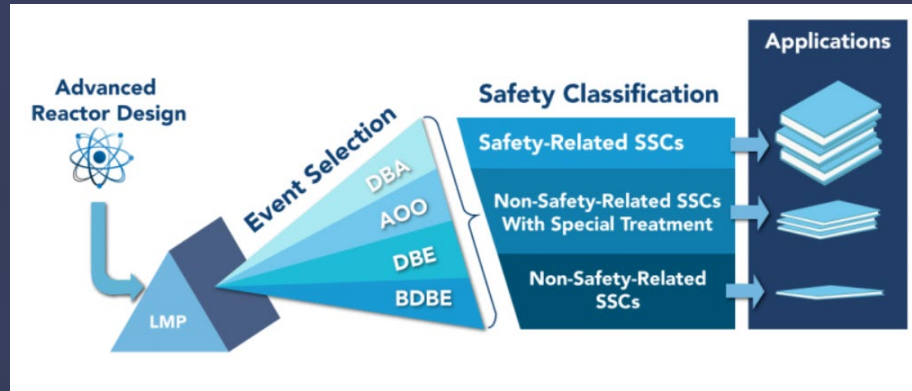 Advanced
Reactor Design
LMP
Event Selection
DBA
AOO
DBE
BDBE
Safety Classification
Safety-Related SSCs
Non-Safety-Related SSCs
With Special Treatment
Non-Safety-Related
SSCs
Applications